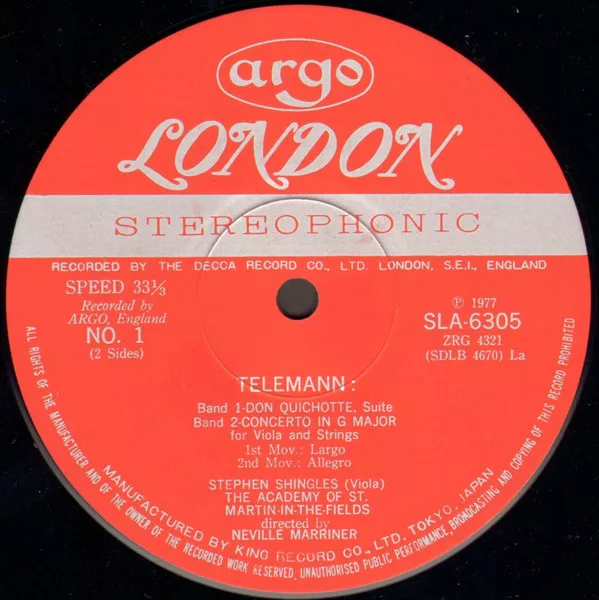 argo
LONDON
STEREOPHONIC
RECORDED BY THE DECCA RECORD CO., LTD. LONDON, S.E.I., ENGLAND
SPEED 33⅓
Recorded by
ARGO, England
NO. 1
(2 Sides)
℗ 1977
SLA-6305
ZRG 4321
(SDLB 4670) La
TELEMANN:
Band 1-DON QUICHOTTE, Suite
Band 2-CONCERTO IN G MAJOR
for Viola and Strings
1st Mov.: Largo
2nd Mov.: Allegro
STEPHEN SHINGLES (Viola)
THE ACADEMY OF ST.
MARTIN-IN-THE-FIELDS
directed by
NEVILLE MARRINER
MANUFACTURED BY KING RECORD CO., LTD. TOKYO, JAPAN
ALL RIGHTS OF THE MANUFACTURER AND OF THE OWNER OF THE RECORDED WORK RESERVED, UNAUTHORISED PUBLIC PERFORMANCE, BROADCASTING AND COPYING OF THIS RECORD PROHIBITED